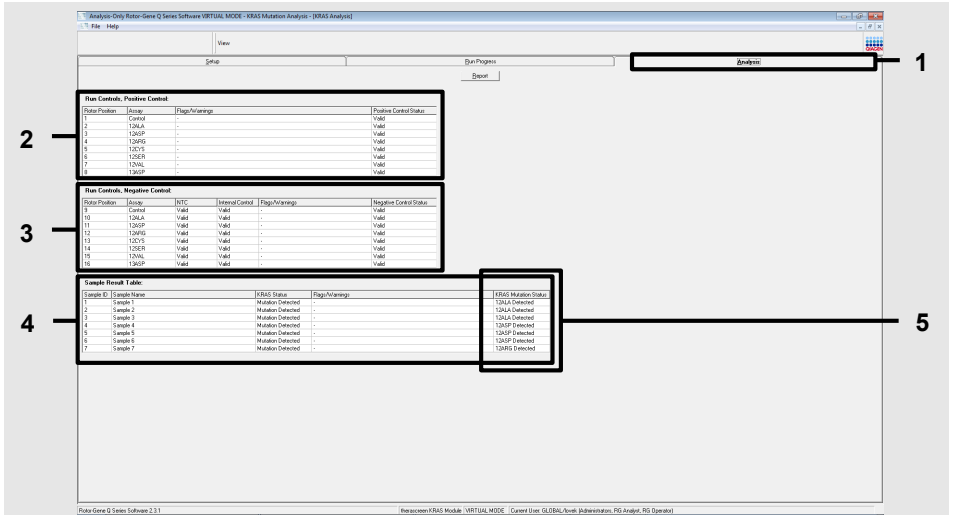 Analysis-Only Rotor-Gene Q Series Software VIRTUAL MODE - KRAS Mutation Analysis - [KRAS Analysis]
File Help
View
QIAGEN
Setup Run Progress Analysis
1
Report
Run Controls, Positive Control:
Rotor Position Assay Flags/Warnings Positive Control Status
1 Control - Valid
2 12ALA - Valid
3 12ASP - Valid
4 12ARG - Valid
5 12CYS - Valid
6 12SER - Valid
7 12VAL - Valid
8 13ASP - Valid
2
Run Controls, Negative Control:
Rotor Position Assay NTC Internal Control Flags/Warnings Negative Control Status
9 Control Valid Valid - Valid
10 12ALA Valid Valid - Valid
11 12ASP Valid Valid - Valid
12 12ARG Valid Valid - Valid
13 12CYS Valid Valid - Valid
14 12SER Valid Valid - Valid
15 12VAL Valid Valid - Valid
16 13ASP Valid Valid - Valid
3
Sample Result Table:
Sample ID Sample Name KRAS Status Flags/Warnings KRAS Mutation Status
1 Sample 1 Mutation Detected - 12ALA Detected
2 Sample 2 Mutation Detected - 12ALA Detected
3 Sample 3 Mutation Detected - 12ALA Detected
4 Sample 4 Mutation Detected - 12ASP Detected
5 Sample 5 Mutation Detected - 12ASP Detected
6 Sample 6 Mutation Detected - 12ASP Detected
7 Sample 7 Mutation Detected - 12ARG Detected
4
5
Rotor-Gene Q Series Software 2.3.1 therascreen KRAS Module VIRTUAL MODE Current User: (Administrators, RG Analyst, RG Operator)